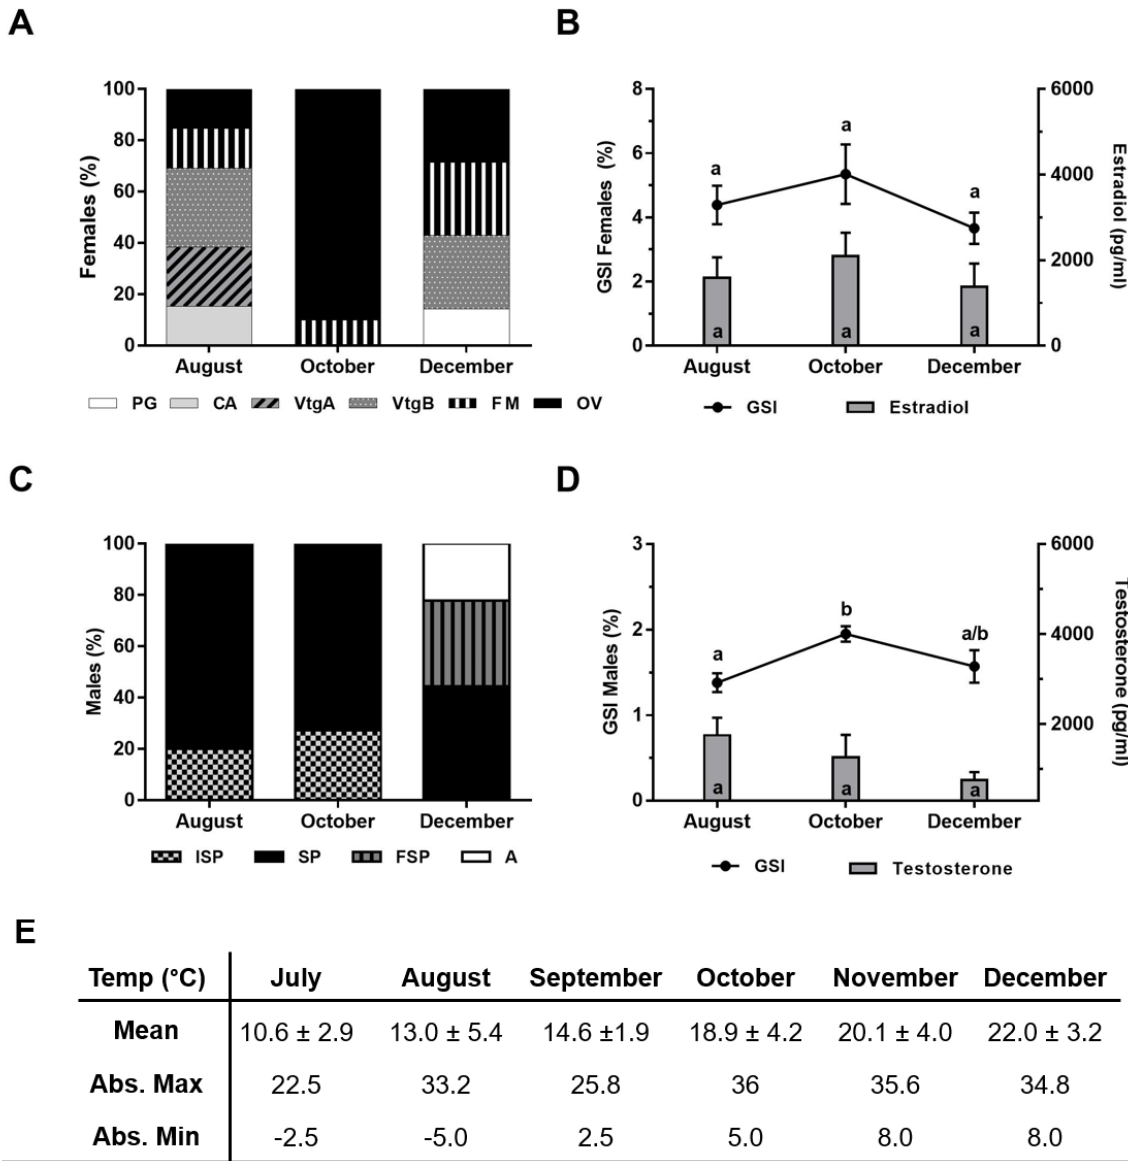 A
B
100
80
60
40
20
0
Females (%)
August October December
PG CA VtgA VtgB FM OV
8
6
4
2
0
GSI Females (%)
6000
4000
2000
0
Estradiol (pg/ml)
a a a
a a a
August October December
GSI Estradiol
C
D
100
80
60
40
20
0
Males (%)
August October December
ISP SP FSP A
3
2
1
0
GSI Males (%)
6000
4000
2000
Testosterone (pg/ml)
a b a/b
a a a
August October December
GSI Testosterone
E
Temp (°C) July August September October November December
Mean 10.6 ± 2.9 13.0 ± 5.4 14.6 ±1.9 18.9 ± 4.2 20.1 ± 4.0 22.0 ± 3.2
Abs. Max 22.5 33.2 25.8 36 35.6 34.8
Abs. Min -2.5 -5.0 2.5 5.0 8.0 8.0